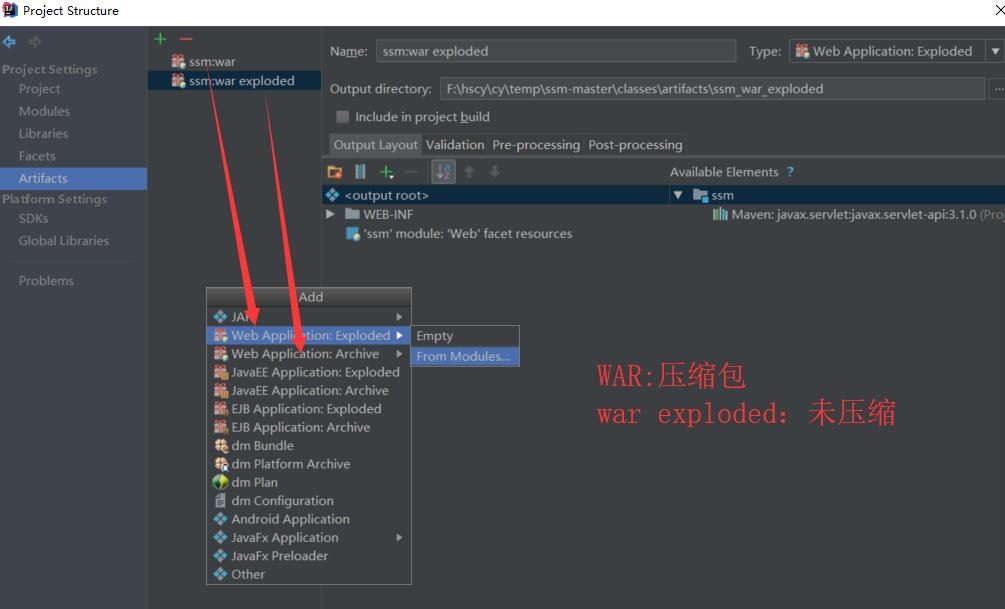 Project Structure
Project Settings
Project
Modules
Libraries
Facets
Artifacts
Platform Settings
SDKs
Global Libraries
Problems
ssm:war
ssm:war exploded
Name: ssm:war exploded
Type: Web Application: Exploded
Output directory: F:\hscy\cy\temp\ssm-master\classes\artifacts\ssm_war_exploded
Include in project build
Output Layout Validation Pre-processing Post-processing
Available Elements ?
<output root>
WEB-INF
'ssm' module: 'Web' facet resources
ssm
Maven: javax.servlet:javax.servlet-api:3.1.0 (Proj
Add
Web Application: Exploded
Web Application: Archive
JavaEE Application: Exploded
JavaEE Application: Archive
EJB Application: Exploded
EJB Application: Archive
dm Bundle
dm Platform Archive
dm Plan
dm Configuration
Android Application
JavaFx Application
JavaFx Preloader
Other
Empty
From Modules...
WAR:压缩包
war exploded：未压缩